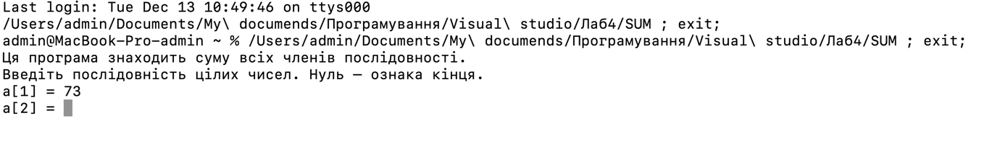 Last login: Tue Dec 13 10:49:46 on ttys000
/Users/admin/Documents/My\ documends/Програмування/Visual\ studio/Лаб4/SUM ; exit;
admin@MacBook-Pro-admin ~ % /Users/admin/Documents/My\ documends/Програмування/Visual\ studio/Лаб4/SUM ; exit;
Ця програма знаходить суму всіх членів послідовності.
Введіть послідовність цілих чисел. Нуль — ознака кінця.
a[1] = 73
a[2] =